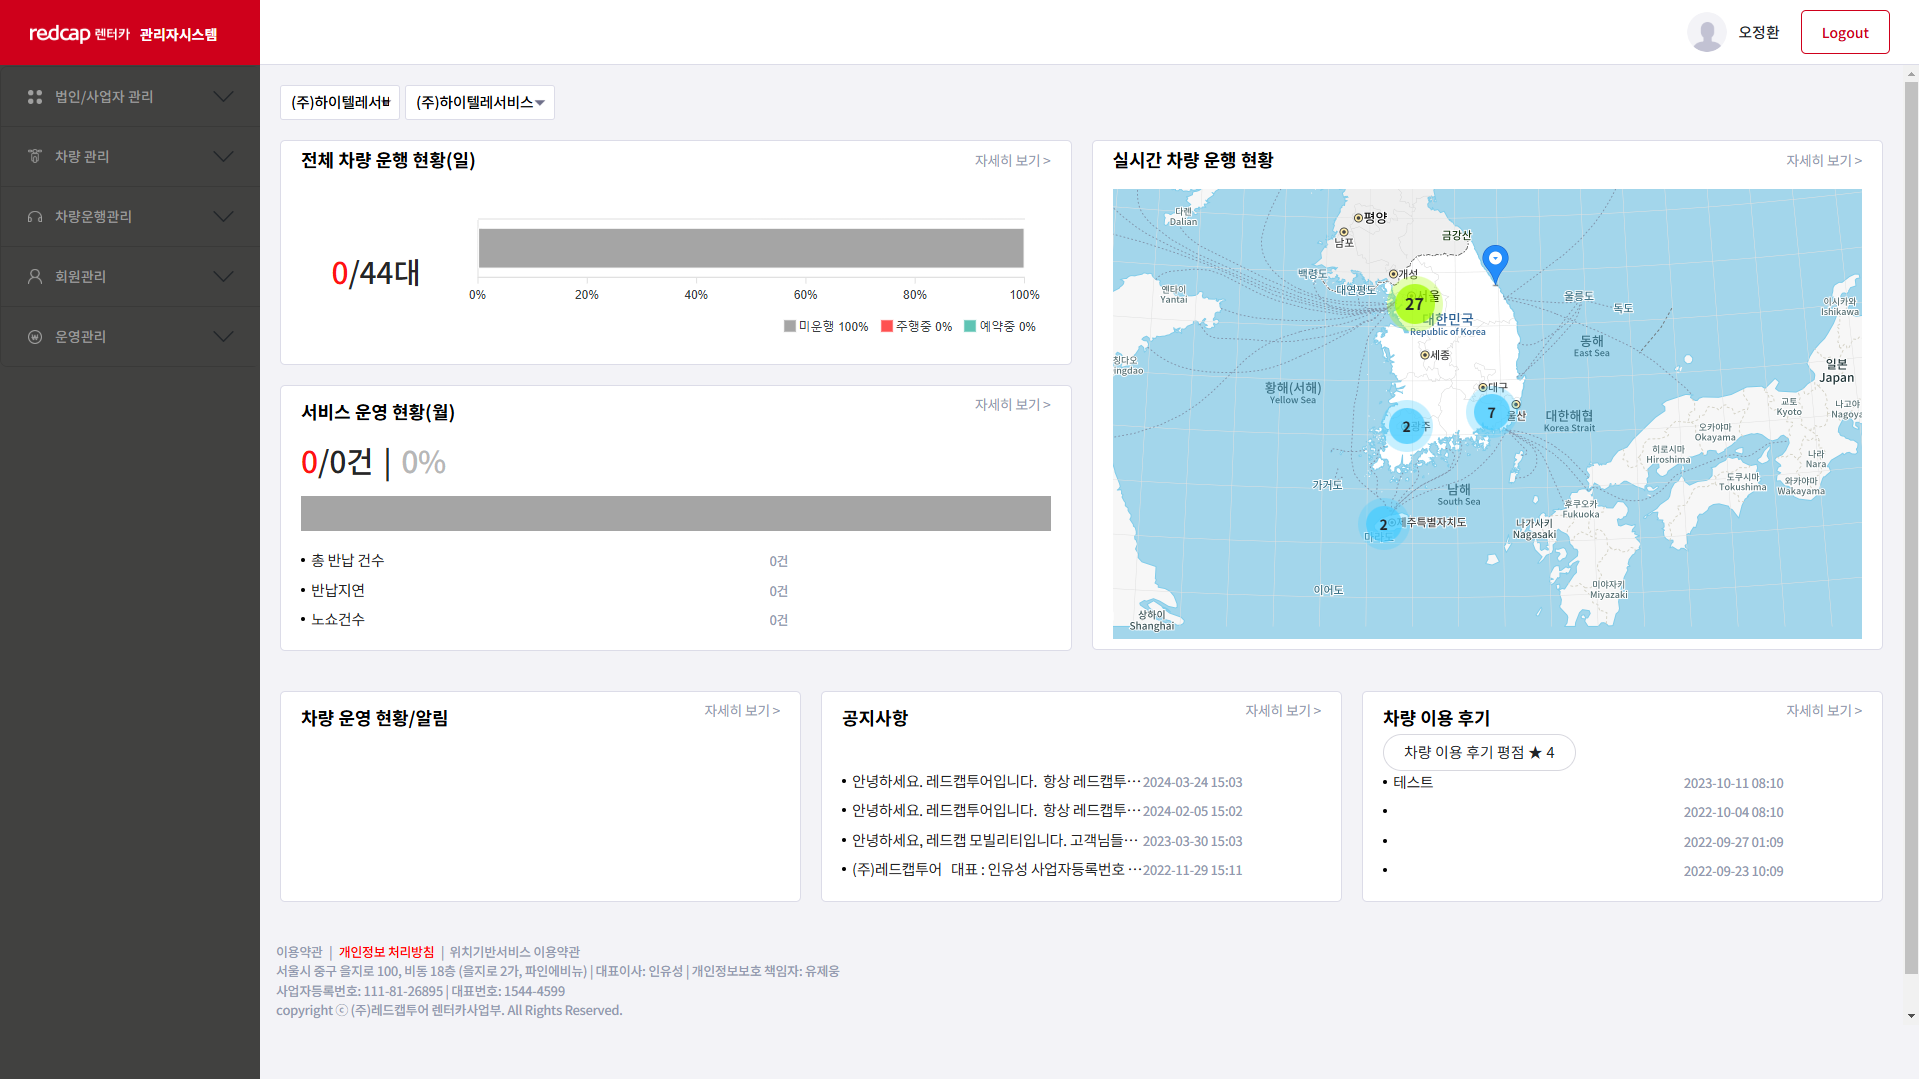 redcap 렌터카 관리자시스템
오정환
Logout
법인/사업자 관리
차량 관리
차량운행관리
회원관리
운영관리
(주)하이텔레서
(주)하이텔레서비스
전체 차량 운행 현황(일)
자세히 보기 >
0/44대
0%
20%
40%
60%
80%
100%
미운행 100%
주행중 0%
예약중 0%
서비스 운영 현황(월)
자세히 보기 >
0/0건 | 0%
• 총 반납 건수
0건
• 반납지연
0건
• 노쇼건수
0건
실시간 차량 운행 현황
자세히 보기 >
다롄
Dalian
평양
남포
금강산
개성
백령도
대연평도
옌타이
Yantai
서울
27
대한민국
Republic of Korea
울릉도
독도
이시카와
Ishikawa
동해
East Sea
세종
칭다오
ngdao
일본
Japan
황해(서해)
Yellow Sea
대구
7
울산
2
광주
대한해협
Korea Strait
교토
Kyoto
나고야
Nagoya
오카야마
Okayama
히로시마
Hiroshima
나라
Nara
도쿠시마
Tokushima
와카야마
Wakayama
가거도
남해
South Sea
후쿠오카
Fukuoka
2
제주특별자치도
마라도
나가사키
Nagasaki
이어도
미야자키
Miyazaki
상하이
Shanghai
차량 운영 현황/알림
자세히 보기 >
공지사항
자세히 보기 >
• 안녕하세요. 레드캡투어입니다. 항상 레드캡투… 2024-03-24 15:03
• 안녕하세요. 레드캡투어입니다. 항상 레드캡투… 2024-02-05 15:02
• 안녕하세요, 레드캡 모빌리티입니다. 고객님들… 2023-03-30 15:03
• (주)레드캡투어 대표 : 인유성 사업자등록번호 … 2022-11-29 15:11
차량 이용 후기
자세히 보기 >
차량 이용 후기 평점 ★ 4
• 테스트
2023-10-11 08:10
• 2022-10-04 08:10
• 2022-09-27 01:09
• 2022-09-23 10:09
이용약관 | 개인정보 처리방침 | 위치기반서비스 이용약관
서울시 중구 을지로 100, 비동 18층 (을지로 2가, 파인에비뉴) | 대표이사: 인유성 | 개인정보보호 책임자: 유제웅
사업자등록번호: 111-81-26895 | 대표번호: 1544-4599
copyright ⓒ (주)레드캡투어 렌터카사업부. All Rights Reserved.